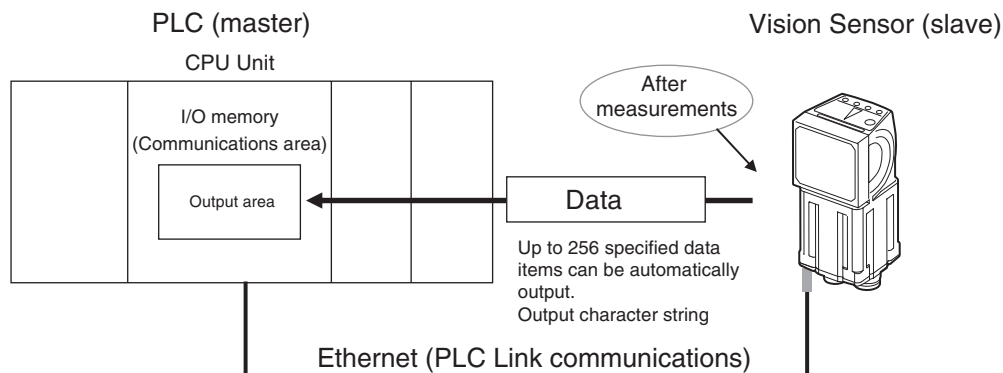 PLC (master)
Vision Sensor (slave)
CPU Unit
I/O memory
(Communications area)
Output area
After
measurements
Data
Up to 256 specified data
items can be automatically
output.
Output character string
Ethernet (PLC Link communications)